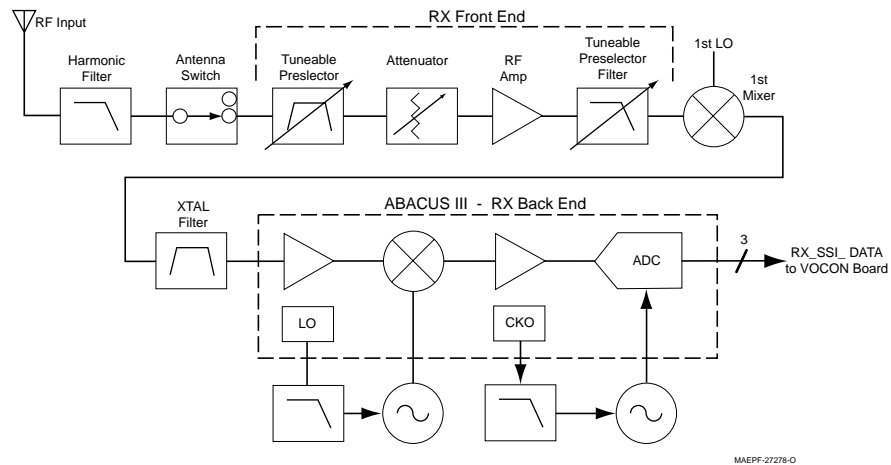 RX Front End
RF Input
Harmonic
Filter
Antenna
Switch
Tuneable
Preslector
Attenuator
RF
Amp
Tuneable
Preselector
Filter
1st LO
1st
Mixer
XTAL
Filter
ABACUS III - RX Back End
ADC
3
RX_SSI_ DATA
to VOCON Board
LO
CKO
MAEPF-27278-O